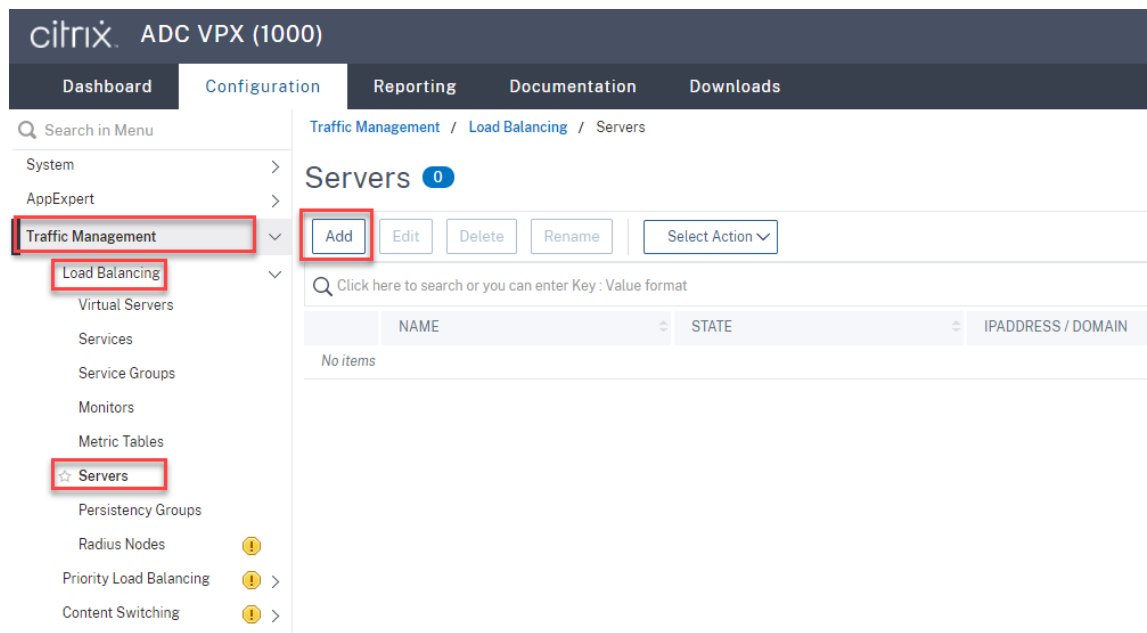 citrix. ADC VPX (1000)
Dashboard Configuration Reporting Documentation Downloads
Search in Menu
System
AppExpert
Traffic Management
Load Balancing
Virtual Servers
Services
Service Groups
Monitors
Metric Tables
Servers
Persistency Groups
Radius Nodes
Priority Load Balancing
Content Switching
Traffic Management / Load Balancing / Servers
Servers 0
Add Edit Delete Rename Select Action
Click here to search or you can enter Key : Value format
NAME STATE IPADDRESS / DOMAIN
No items